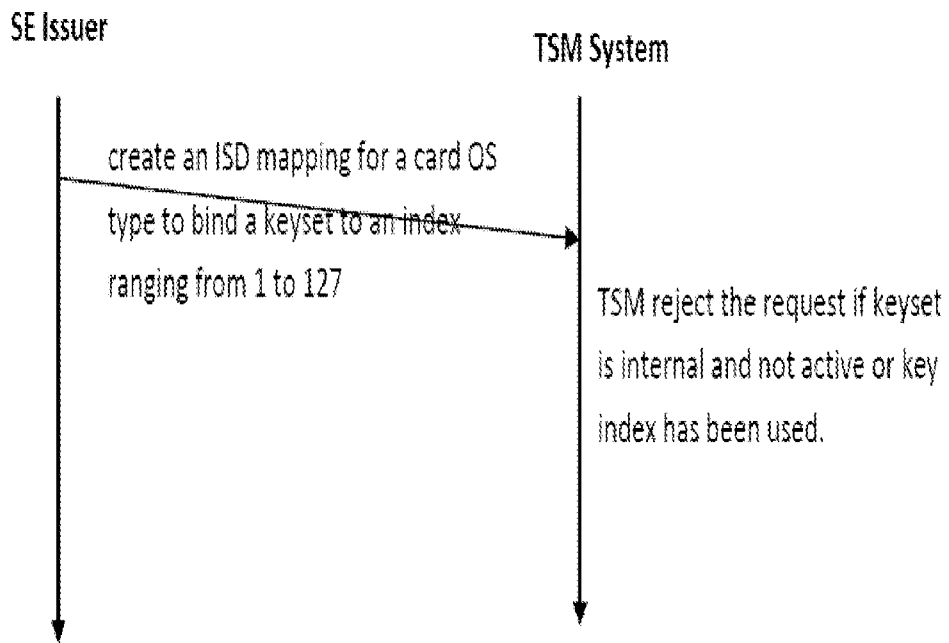 SE Issuer
TSM System
create an ISD mapping for a card OS
type to bind a keyset to an index
ranging from 1 to 127
TSM reject the request if keyset
is internal and not active or key
index has been used.